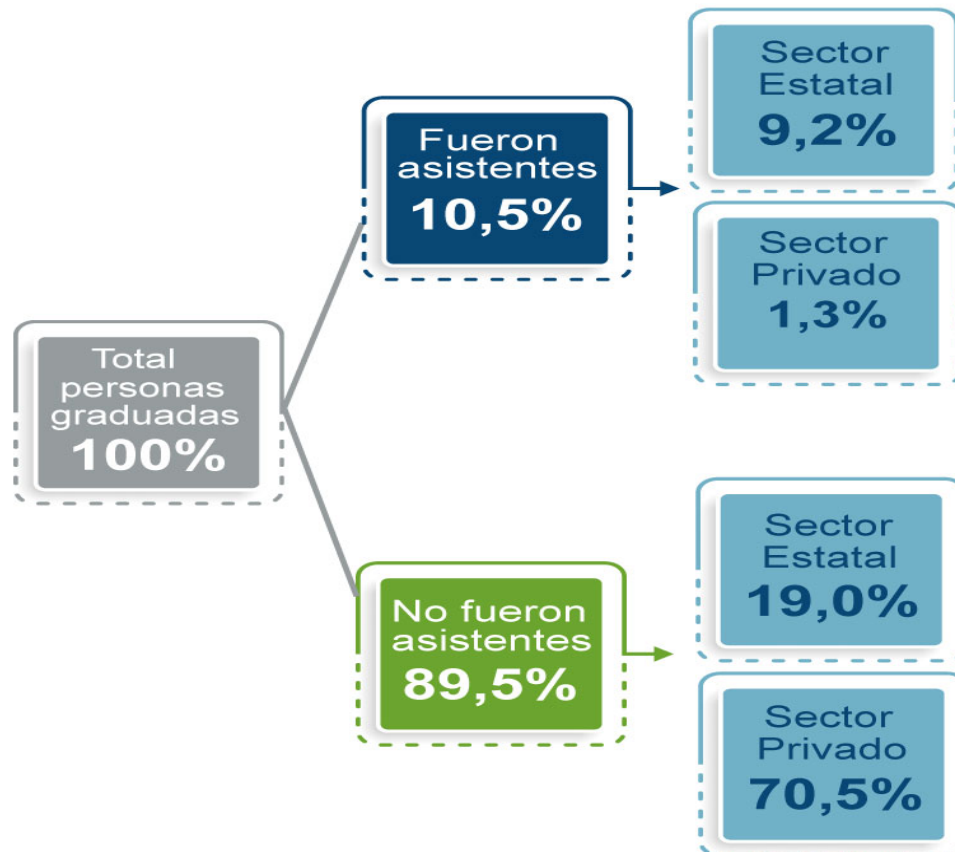 Total
personas
graduadas
100%
Fueron
asistentes
10,5%
Sector
Estatal
9,2%
Sector
Privado
1,3%
No fueron
asistentes
89,5%
Sector
Estatal
19,0%
Sector
Privado
70,5%